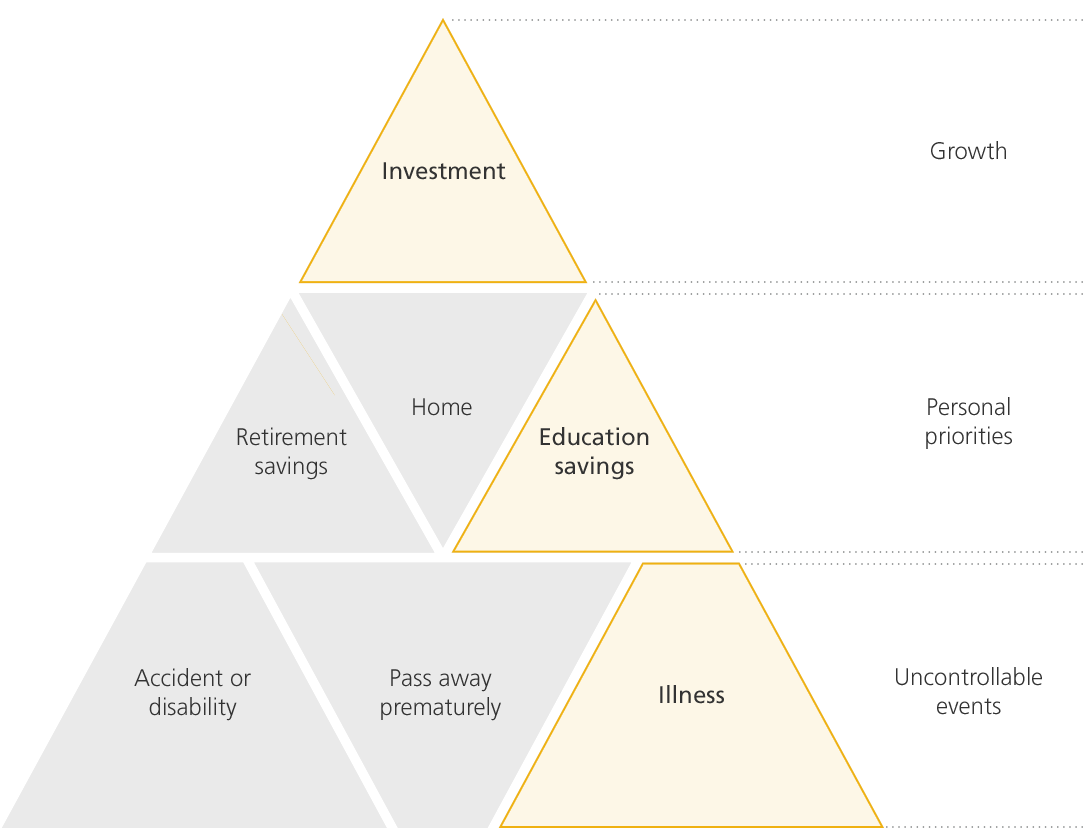 Investment
Growth
Home
Retirement
savings
Education
savings
Personal
priorities
Accident or
disability
Pass away
prematurely
Illness
Uncontrollable
events